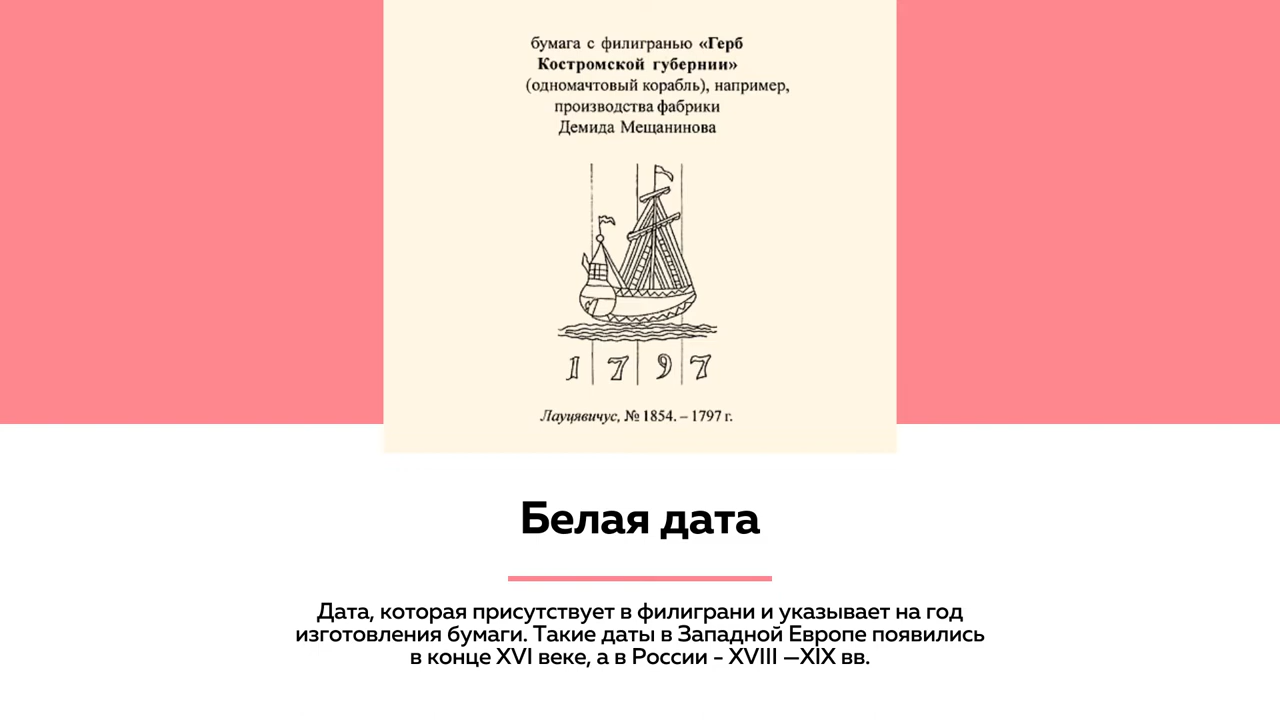 бумага с филигранью «Герб
Костромской губернии»
(одномачтовый корабль), например,
производства фабрики
Демида Мещанинова
1797
Лауцявичус, № 1854. – 1797 г.
Белая дата
Дата, которая присутствует в филиграни и указывает на год
изготовления бумаги. Такие даты в Западной Европе появились
в конце XVI веке, а в России - XVIII —XIX вв.